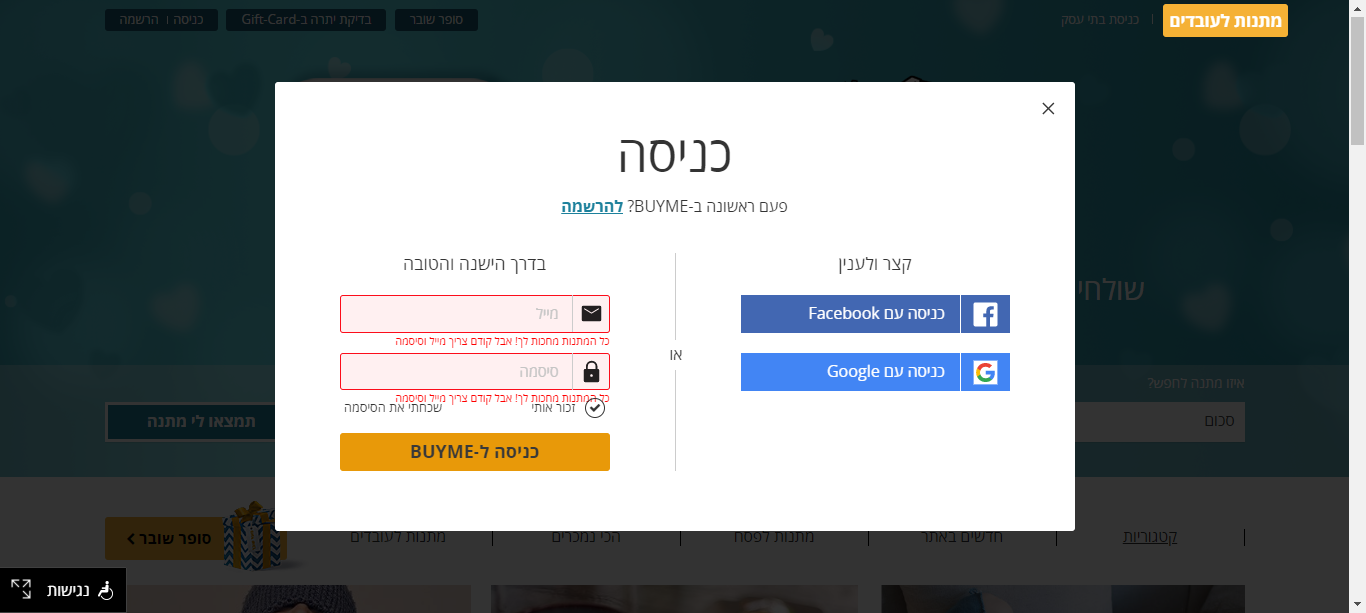 מתנות לעובדים
כניסת בתי עסק
סופר שובר
בדיקת יתרה ב-Gift-Card
כניסה | הרשמה
כניסה
פעם ראשונה ב-BUYME? להרשמה
קצר ולענין
כניסה עם Facebook
כניסה עם Google
או
בדרך הישנה והטובה
מייל
כל המתנות מחכות לך! אבל קודם צריך מייל וסיסמה
סיסמה
כל המתנות מחכות לך! אבל קודם צריך מייל וסיסמה
זכור אותי
שכחתי את הסיסמה
כניסה ל-BUYME
שולחי
איזו מתנה לחפש?
סכום
תמצאו לי מתנה
קטגוריות
חדשים באתר
מתנות לפסח
הכי נמכרים
מתנות לעובדים
סופר שובר
נגישות